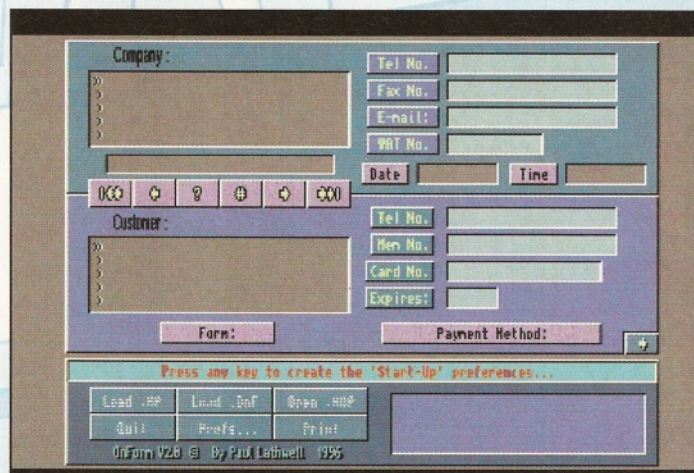 Company :
Tel No.
Fax No.
E-mail:
VAT No.
Date
Time
?
#
Customer :
Tel No.
Mem No.
Card No.
Expires:
Form:
Payment Method:
Press any key to create the 'Start-Up' preferences...
Load
Load .OnF
Open
Quit
Prefs...
Print
OnForm V2.0 © By Paul Lathwell 1996